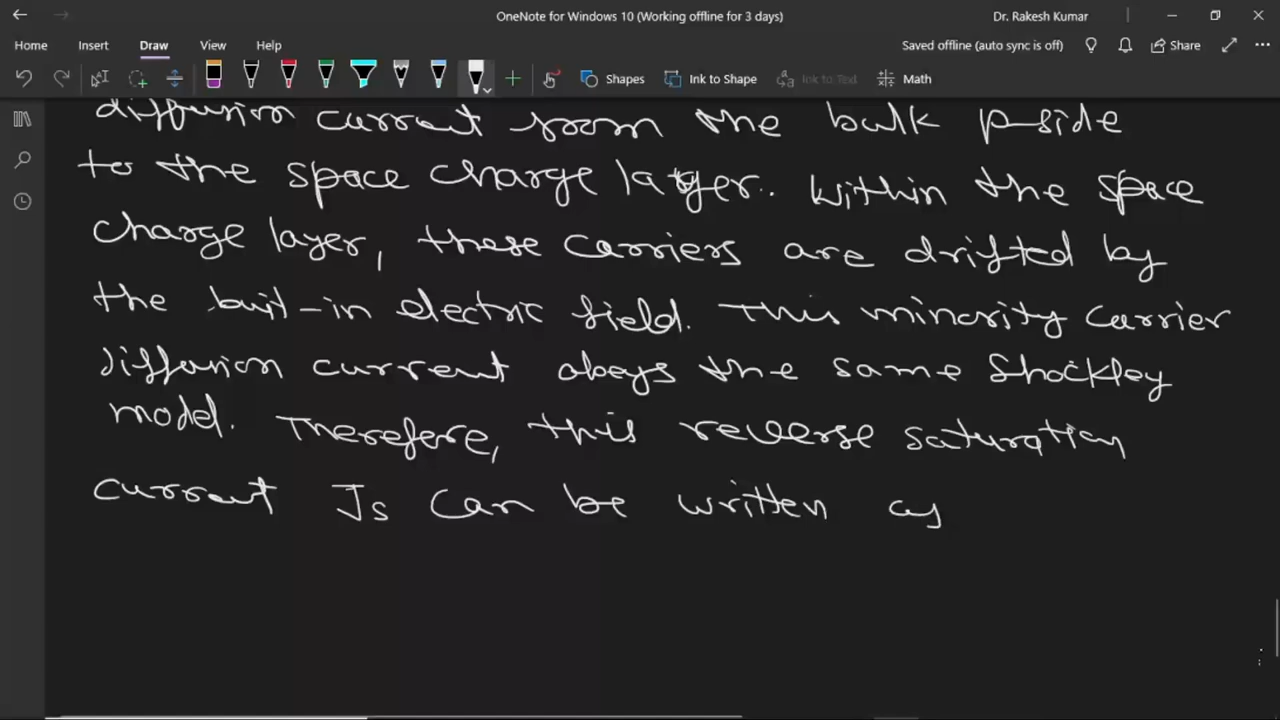 OneNote for Windows 10 (Working offline for 3 days)
Dr. Rakesh Kumar
Home Insert Draw View Help
Saved offline (auto sync is off) Share
Shapes Ink to Shape Ink to Text Math
diffusion current from the bulk p-side
to the space charge layer. Within the space
charge layer, these carriers are drifted by
the built-in electric field. This minority carrier
diffusion current obeys the same Shockley
model. Therefere, this reverse saturation
current Js can be written as